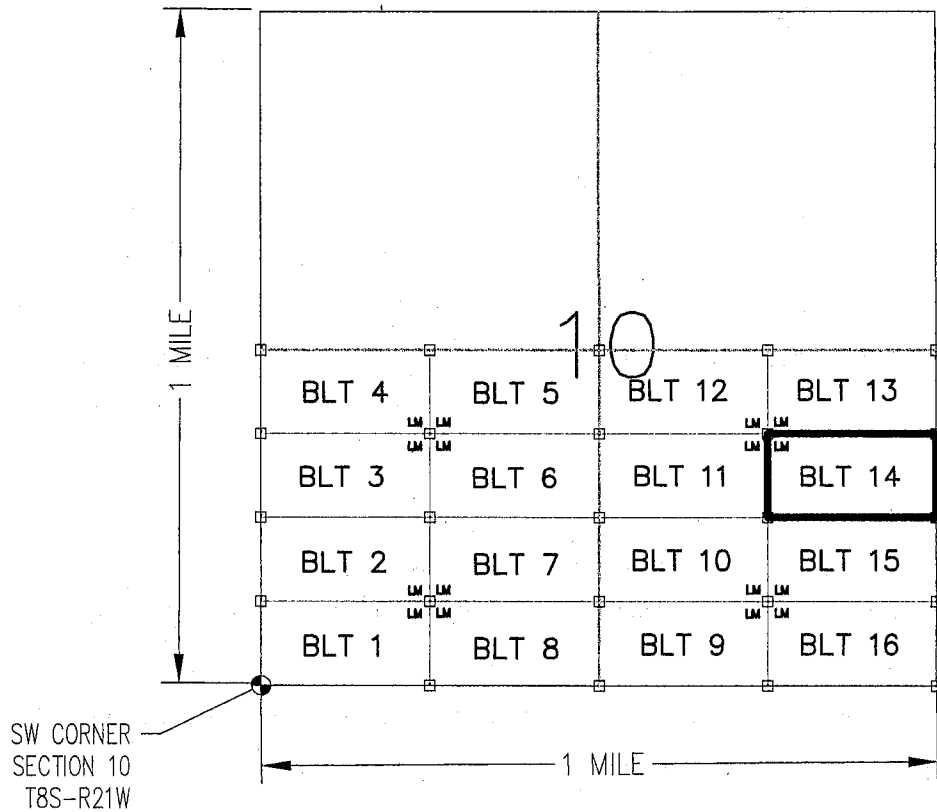 1 MILE
10
BLT 4 BLT 5 BLT 12 BLT 13
LM LM LM LM
LM LM LM LM
BLT 3 BLT 6 BLT 11 BLT 14
BLT 2 BLT 7 BLT 10 BLT 15
LM LM LM LM
LM LM LM LM
BLT 1 BLT 8 BLT 9 BLT 16
SW CORNER
SECTION 10
T8S-R21W
1 MILE